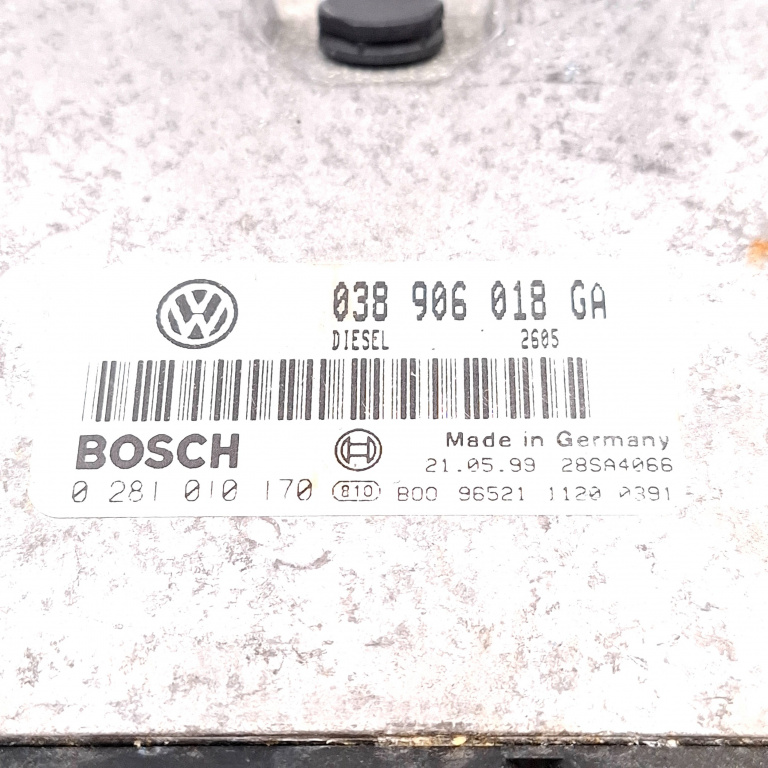 038 906 018 GA
DIESEL 2605
BOSCH Made in Germany
21.05.99 28SA4066
0 281 010 170 810 B00 96521 1120 0391